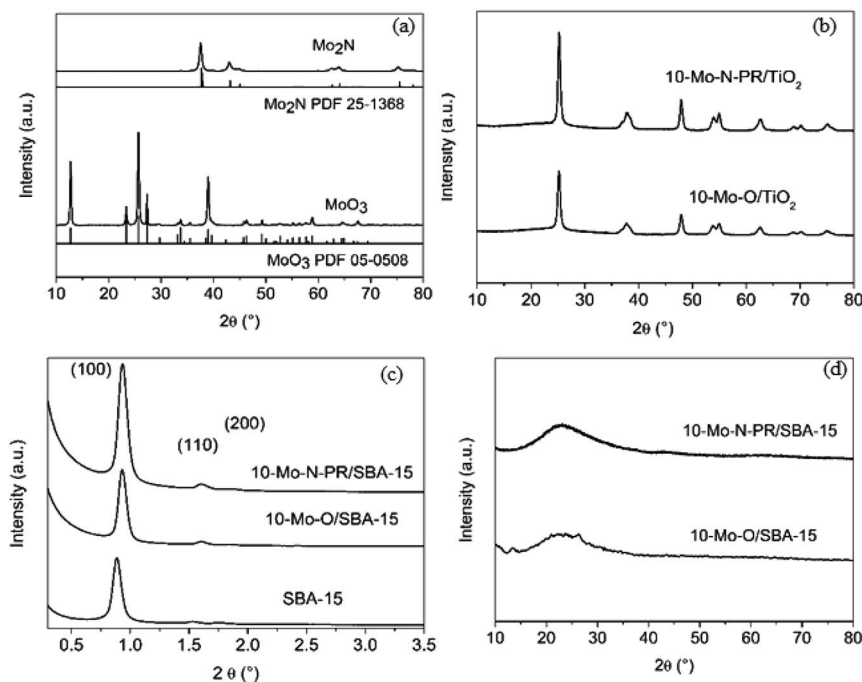 (a)
Mo₂N
Mo₂N PDF 25-1368
MoO₃
MoO₃ PDF 05-0508
Intensity (a.u.)
10 20 30 40 50 60 70 80
2θ (°)
(b)
10-Mo-N-PR/TiO₂
10-Mo-O/TiO₂
Intensity (a.u.)
10 20 30 40 50 60 70 80
2θ (°)
(c)
(100)
(110)
(200)
10-Mo-N-PR/SBA-15
10-Mo-O/SBA-15
SBA-15
Intensity (a.u.)
0.5 1.0 1.5 2.0 2.5 3.0 3.5
2 θ (°)
(d)
10-Mo-N-PR/SBA-15
10-Mo-O/SBA-15
Intensity (a.u.)
10 20 30 40 50 60 70 80
2θ (°)